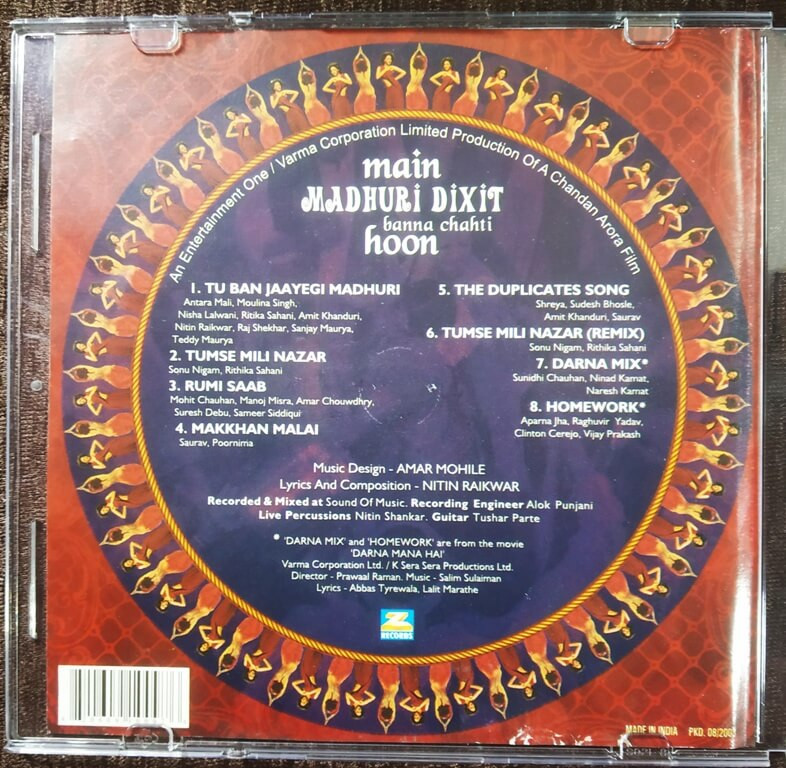 An Entertainment One / Varma Corporation Limited Production Of A Chandan Arora Film
main
MADHURI DIXIT
banna chahti
hoon
1. TU BAN JAAYEGI MADHURI
Antara Mali, Moulina Singh,
Nisha Lalwani, Ritika Sahani, Amit Khanduri,
Nitin Raikwar, Raj Shekhar, Sanjay Maurya,
Teddy Maurya
2. TUMSE MILI NAZAR
Sonu Nigam, Rithika Sahani
3. RUMI SAAB
Mohit Chauhan, Manoj Misra, Amar Chouwdhry,
Suresh Debu, Sameer Siddiqui
4. MAKKHAN MALAI
Saurav, Poornima
5. THE DUPLICATES SONG
Shreya, Sudesh Bhosle,
Amit Khanduri, Saurav
6. TUMSE MILI NAZAR (REMIX)
Sonu Nigam, Rithika Sahani
7. DARNA MIX*
Sunidhi Chauhan, Ninad Kamat,
Naresh Kamat
8. HOMEWORK*
Aparna Jha, Raghuvir Yadav,
Clinton Cerejo, Vijay Prakash
Music Design - AMAR MOHILE
Lyrics And Composition - NITIN RAIKWAR
Recorded & Mixed at Sound Of Music. Recording Engineer Alok Punjani
Live Percussions Nitin Shankar. Guitar Tushar Parte
* 'DARNA MIX' and 'HOMEWORK' are from the movie
'DARNA MANA HAI'
Varma Corporation Ltd. / K Sera Sera Productions Ltd.
Director - Prawaal Raman. Music - Salim Sulaiman
Lyrics - Abbas Tyrewala, Lalit Marathe
Z
RECORDS
MADE IN INDIA PKD. 08/200